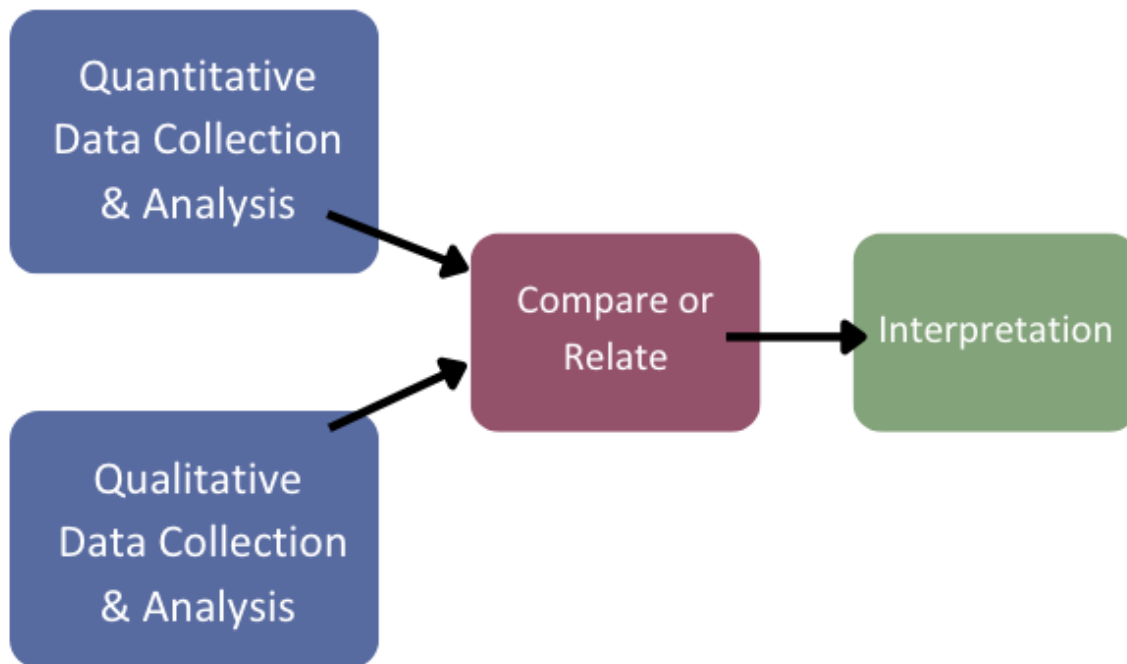 Quantitative
Data Collection
& Analysis
Compare or
Relate
Interpretation
Qualitative
Data Collection
& Analysis